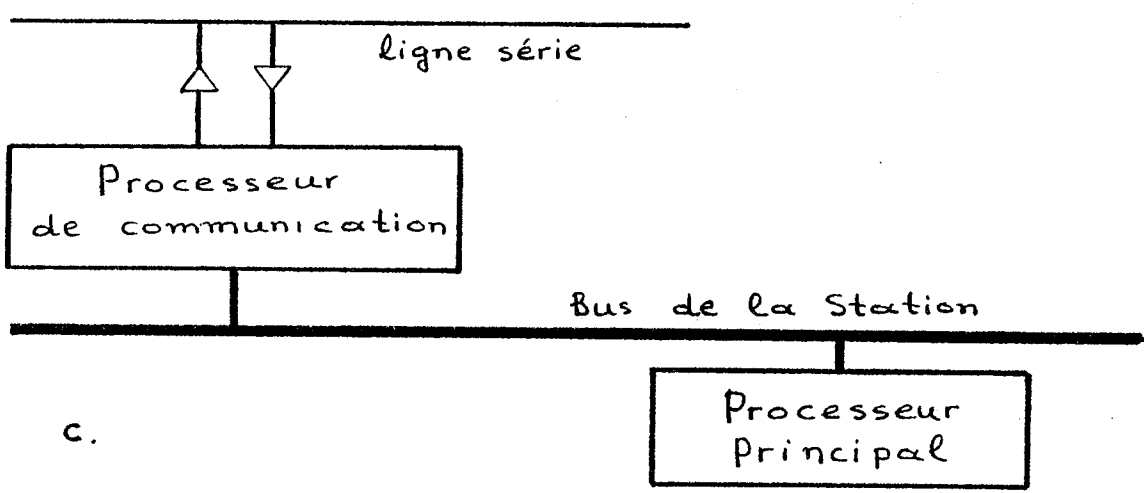 ligne série
Processeur
de communication
Bus de la Station
Processeur
Principal
c.